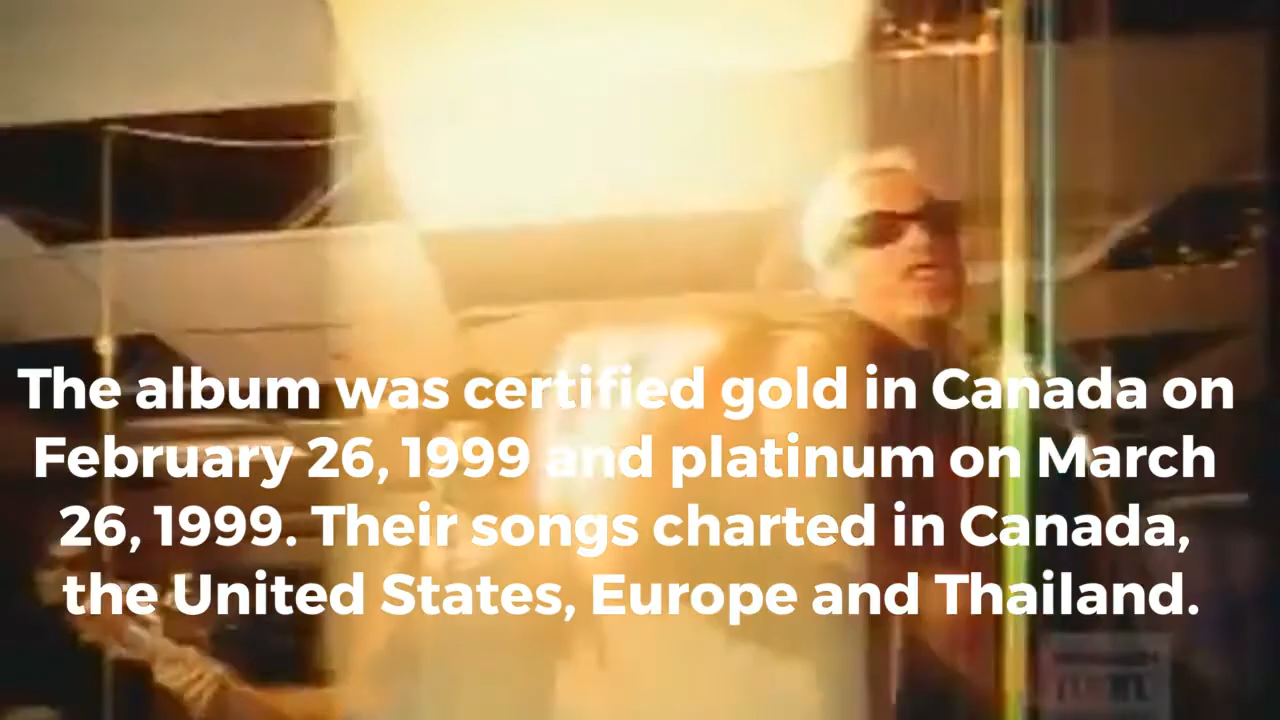 The album was certified gold in Canada on
February 26, 1999 and platinum on March
26, 1999. Their songs charted in Canada,
the United States, Europe and Thailand.